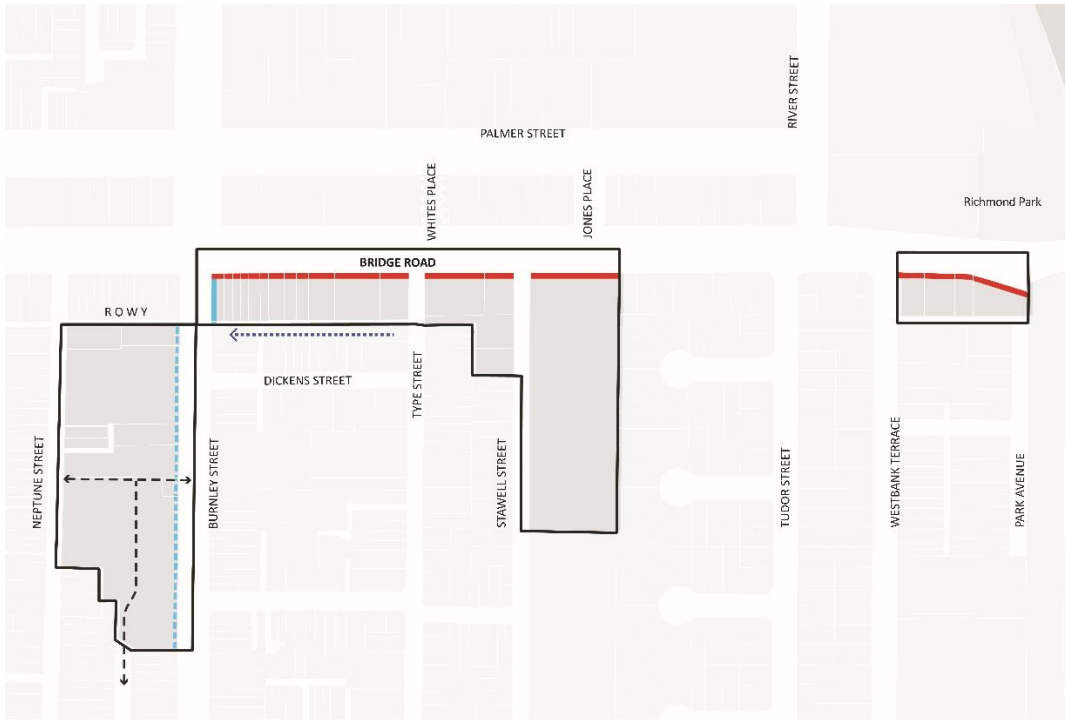 RIVER STREET
PALMER STREET
WHITES PLACE
JONES PLACE
Richmond Park
BRIDGE ROAD
ROWY
DICKENS STREET
TYPE STREET
NEPTUNE STREET
BURNLEY STREET
STAWELL STREET
TUDOR STREET
WESTBANK TERRACE
PARK AVENUE